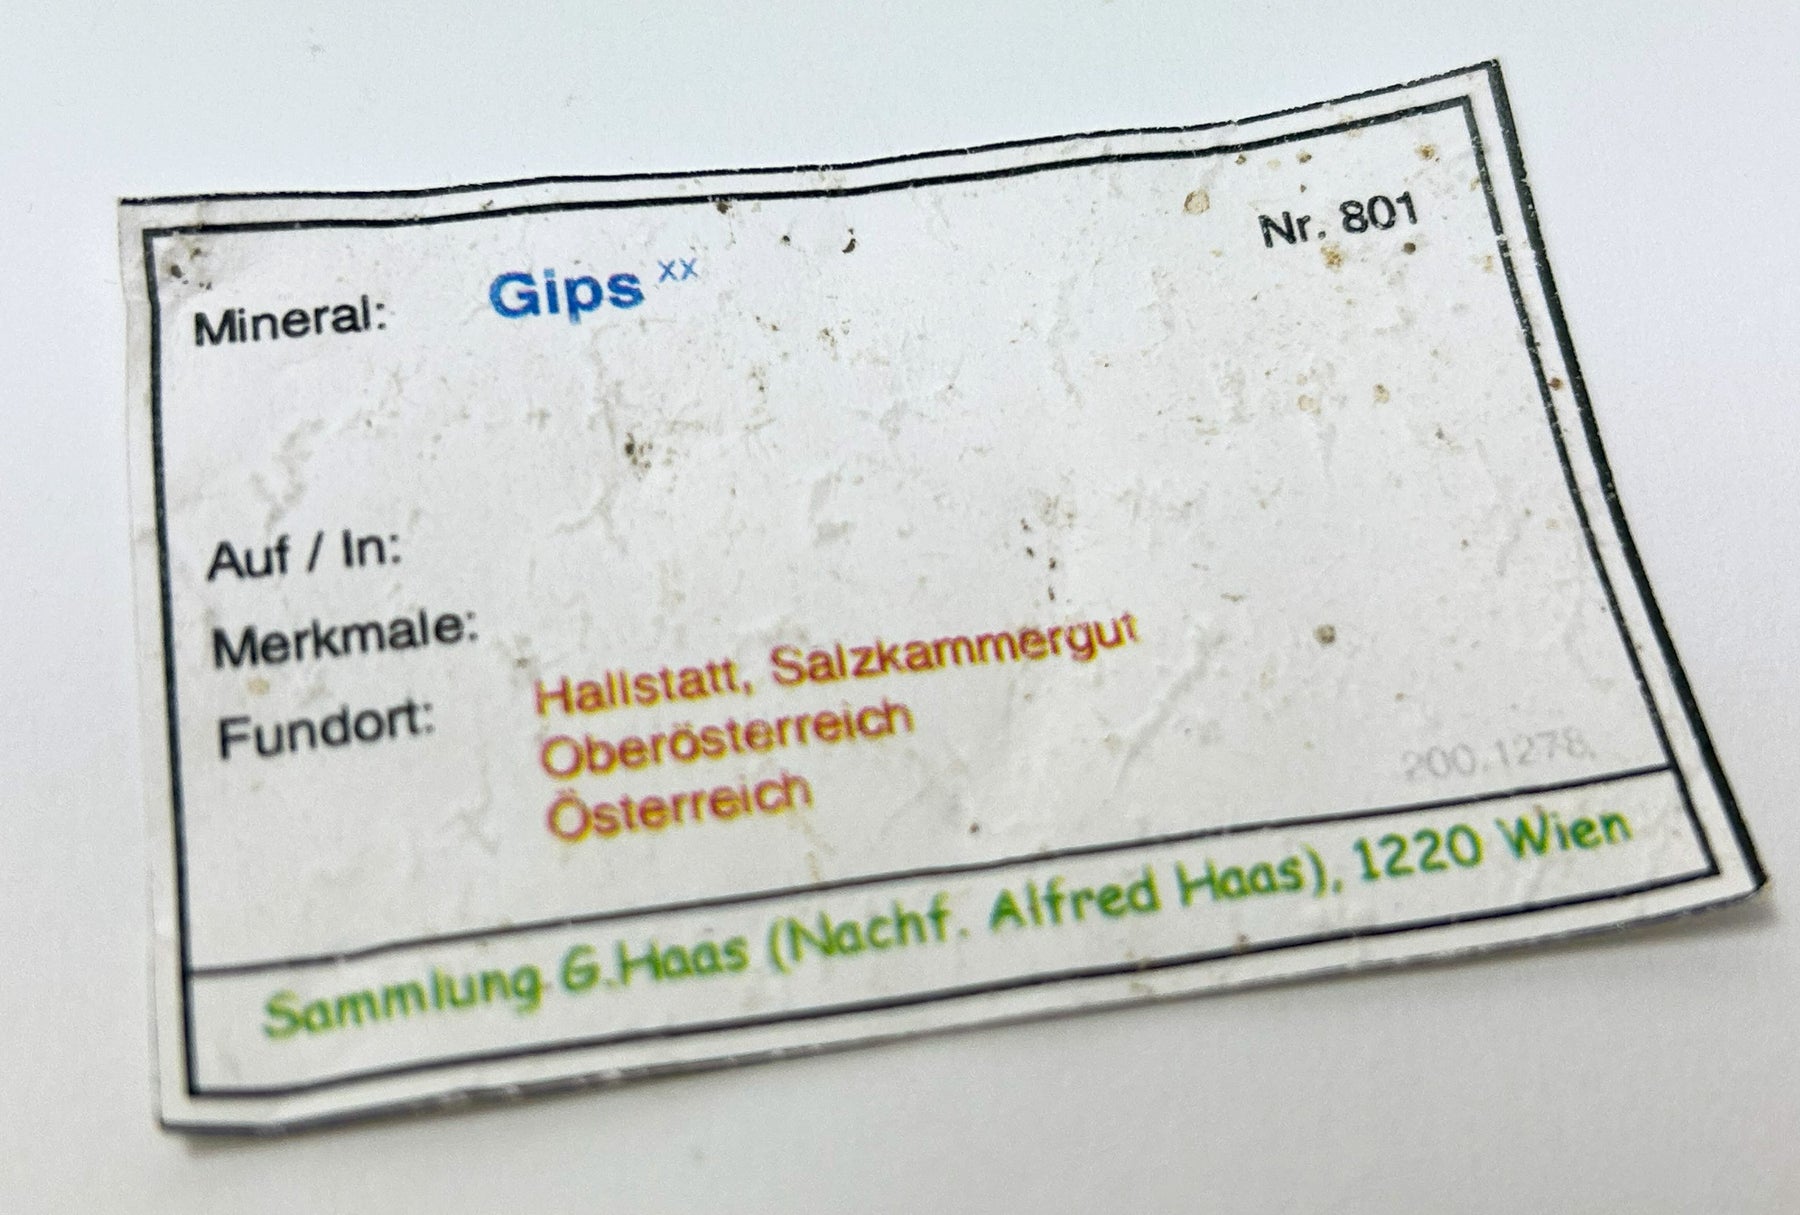 Nr. 801
Mineral: Gips xx
Auf / In:
Merkmale:
Fundort: Hallstatt, Salzkammergut
Oberösterreich
Österreich
200.1278.
Sammlung G.Haas (Nachf. Alfred Haas), 1220 Wien